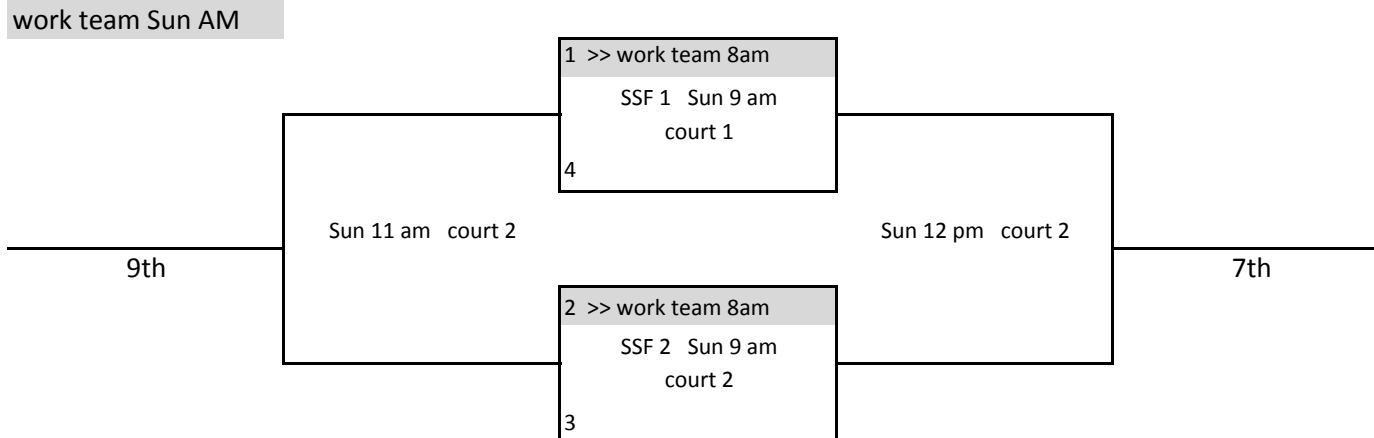 work team Sun AM
1 >> work team 8am
SSF 1 Sun 9 am
court 1
4
Sun 11 am court 2
Sun 12 pm court 2
9th
7th
2 >> work team 8am
SSF 2 Sun 9 am
court 2
3